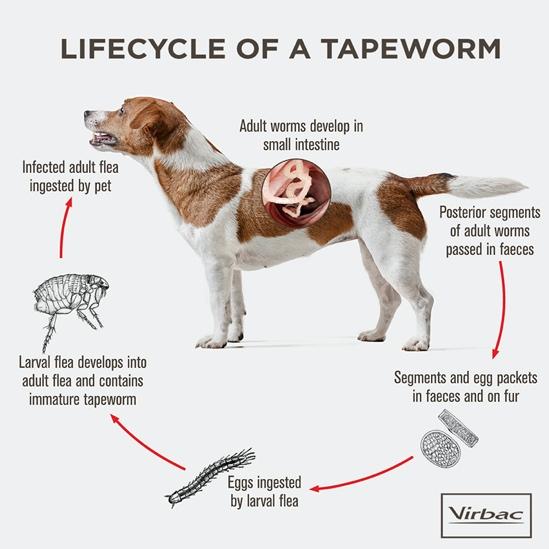 LIFECYCLE OF A TAPEWORM
Adult worms develop in
small intestine
Infected adult flea
ingested by pet
Posterior segments
of adult worms
passed in faeces
Larval flea develops into
adult flea and contains
immature tapeworm
Segments and egg packets
in faeces and on fur
Eggs ingested
by larval flea
Virbac